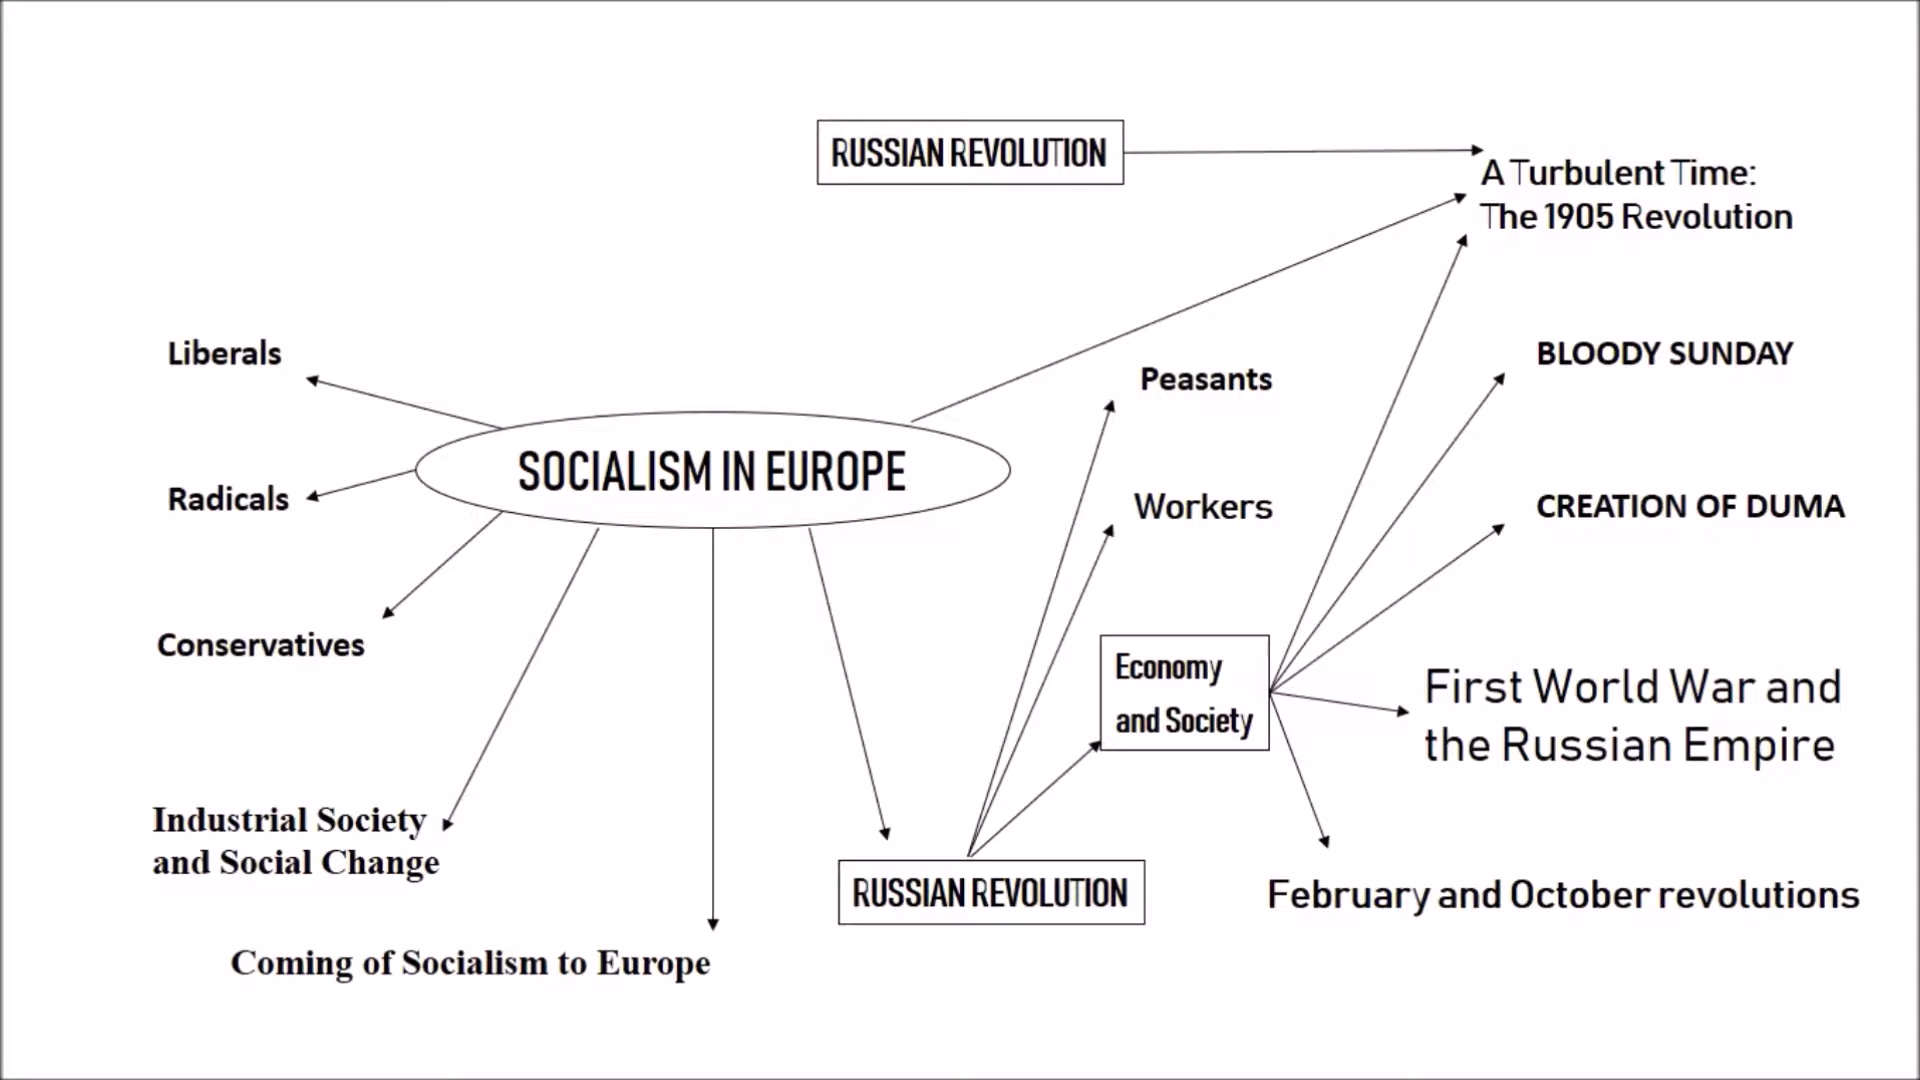 RUSSIAN REVOLUTION
A Turbulent Time:
The 1905 Revolution
Liberals
Peasants
BLOODY SUNDAY
SOCIALISM IN EUROPE
Radicals
Workers
CREATION OF DUMA
Conservatives
Economy
and Society
First World War and
the Russian Empire
Industrial Society
and Social Change
RUSSIAN REVOLUTION
February and October revolutions
Coming of Socialism to Europe